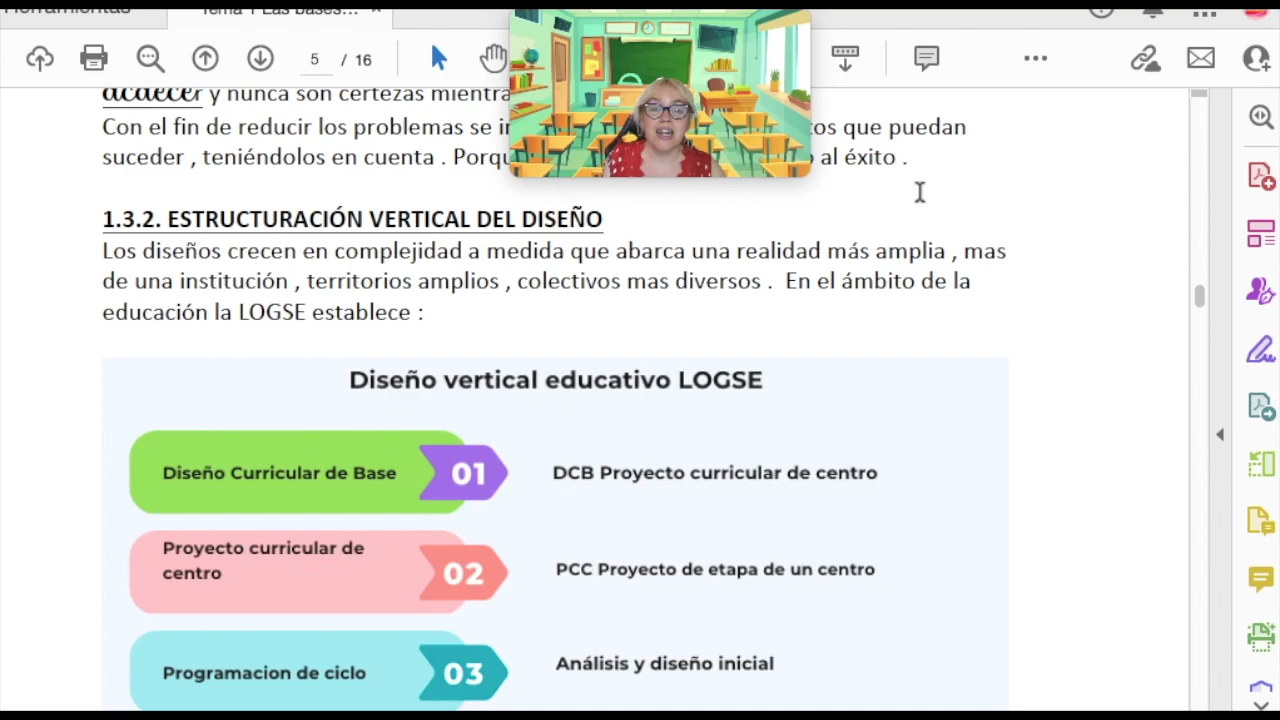 Herramientas
Tema 1 Las bases...
5 / 16
acaecer y nunca son certezas
Con el fin de reducir los problemas se que puedan
suceder , teniéndolos en cuenta . al éxito .
1.3.2. ESTRUCTURACIÓN VERTICAL DEL DISEÑO
Los diseños crecen en complejidad a medida que abarca una realidad más amplia , mas
de una institución , territorios amplios , colectivos mas diversos . En el ámbito de la
educación la LOGSE establece :
Diseño vertical educativo LOGSE
Diseño Curricular de Base 01 DCB Proyecto curricular de centro
Proyecto curricular de
centro 02 PCC Proyecto de etapa de un centro
Programacion de ciclo 03 Análisis y diseño inicial